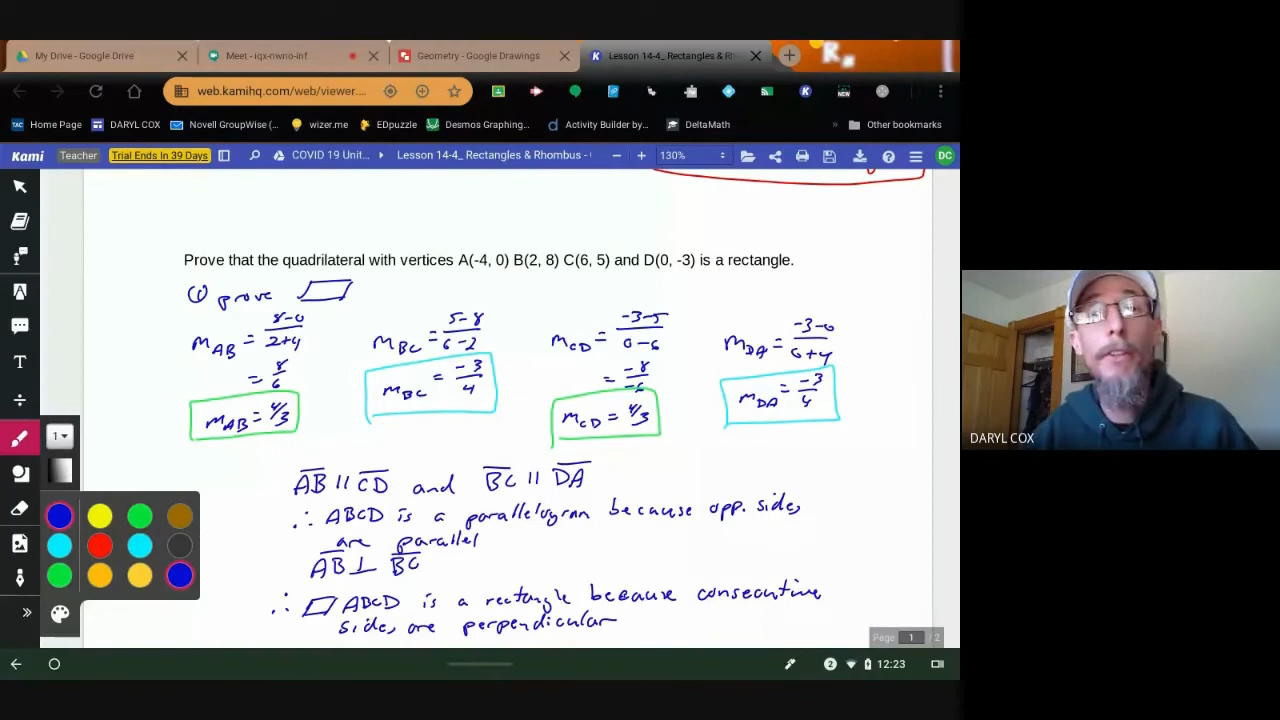 My Drive - Google Drive
Meet - iqx-nwno-inf
Geometry - Google Drawings
Lesson 14-4_ Rectangles & Rh
web.kamihq.com/web/viewer....
Home Page
DARYL COX
Novell GroupWise (...
wizer.me
EDpuzzle
Desmos Graphing...
Activity Builder by...
DeltaMath
Other bookmarks
Kami Teacher Trial Ends In 39 Days COVID 19 Unit... Lesson 14-4_ Rectangles & Rhombus - 130% DC
Prove that the quadrilateral with vertices A(-4, 0) B(2, 8) C(6, 5) and D(0, -3) is a rectangle.
① prove ▱
m_AB = (8-0)/(2+4) m_BC = (5-8)/(6-2) m_CD = (-3-5)/(0-6) m_DA = (-3-0)/(0+4)
= 8/6 m_BC = -3/4 = -8/-6 m_DA = -3/4
m_AB = 4/3 m_CD = 4/3
AB || CD and BC || DA
∴ ABCD is a parallelogram because opp. sides
are parallel
AB ⊥ BC
∴ ▱ ABCD is a rectangle because consecutive
sides are perpendicular
DARYL COX
1
Page 1 / 2
2 12:23